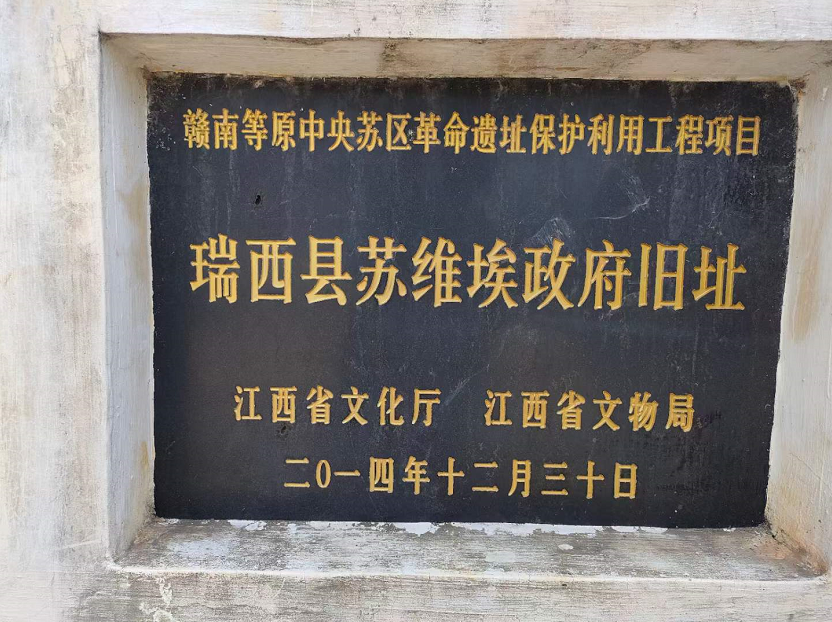 赣南等原中央苏区革命遗址保护利用工程项目
瑞西县苏维埃政府旧址
江西省文化厅 江西省文物局
二〇一四年十二月三十日